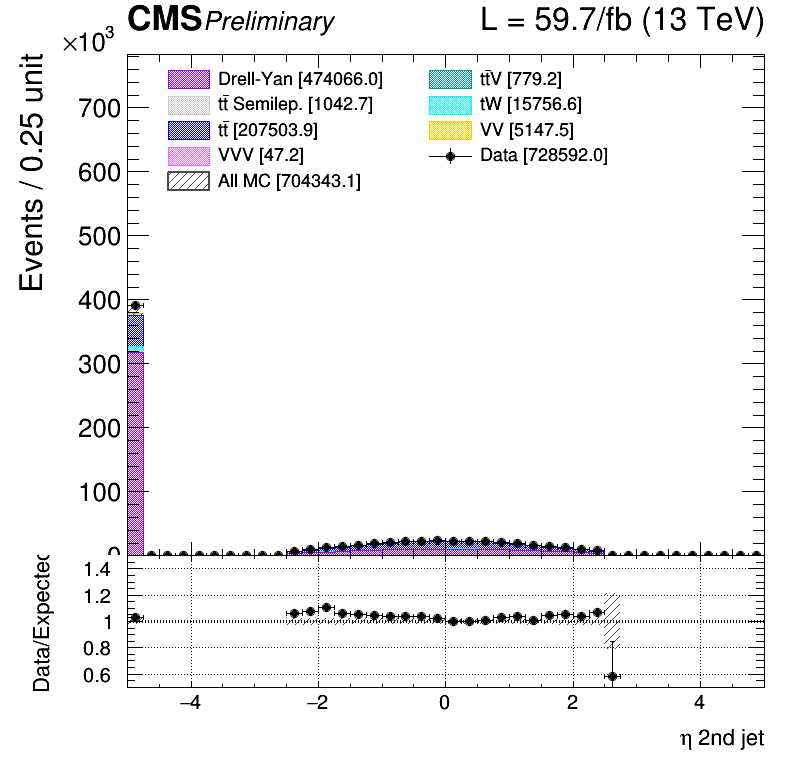 CMS Preliminary L = 59.7/fb (13 TeV)
×10³
Events / 0.25 unit
Drell-Yan [474066.0]
tt̄ Semilep. [1042.7]
tt̄ [207503.9]
VVV [47.2]
All MC [704343.1]
tt̄V [779.2]
tW [15756.6]
VV [5147.5]
Data [728592.0]
700
600
500
400
300
200
100
0
Data/Expected
1.4
1.2
1
0.8
0.6
−4 −2 0 2 4
η 2nd jet